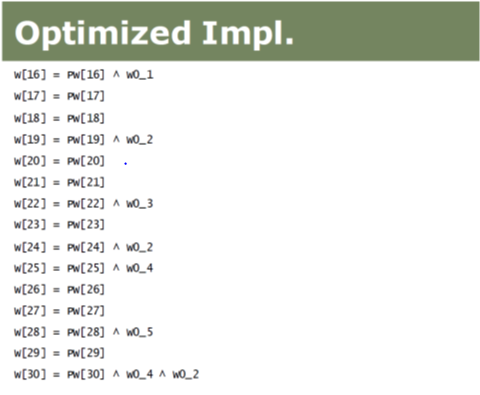 Optimized Impl.
W[16] = PW[16] ^ W0_1
W[17] = PW[17]
W[18] = PW[18]
W[19] = PW[19] ^ W0_2
W[20] = PW[20]
W[21] = PW[21]
W[22] = PW[22] ^ W0_3
W[23] = PW[23]
W[24] = PW[24] ^ W0_2
W[25] = PW[25] ^ W0_4
W[26] = PW[26]
W[27] = PW[27]
W[28] = PW[28] ^ W0_5
W[29] = PW[29]
W[30] = PW[30] ^ W0_4 ^ W0_2